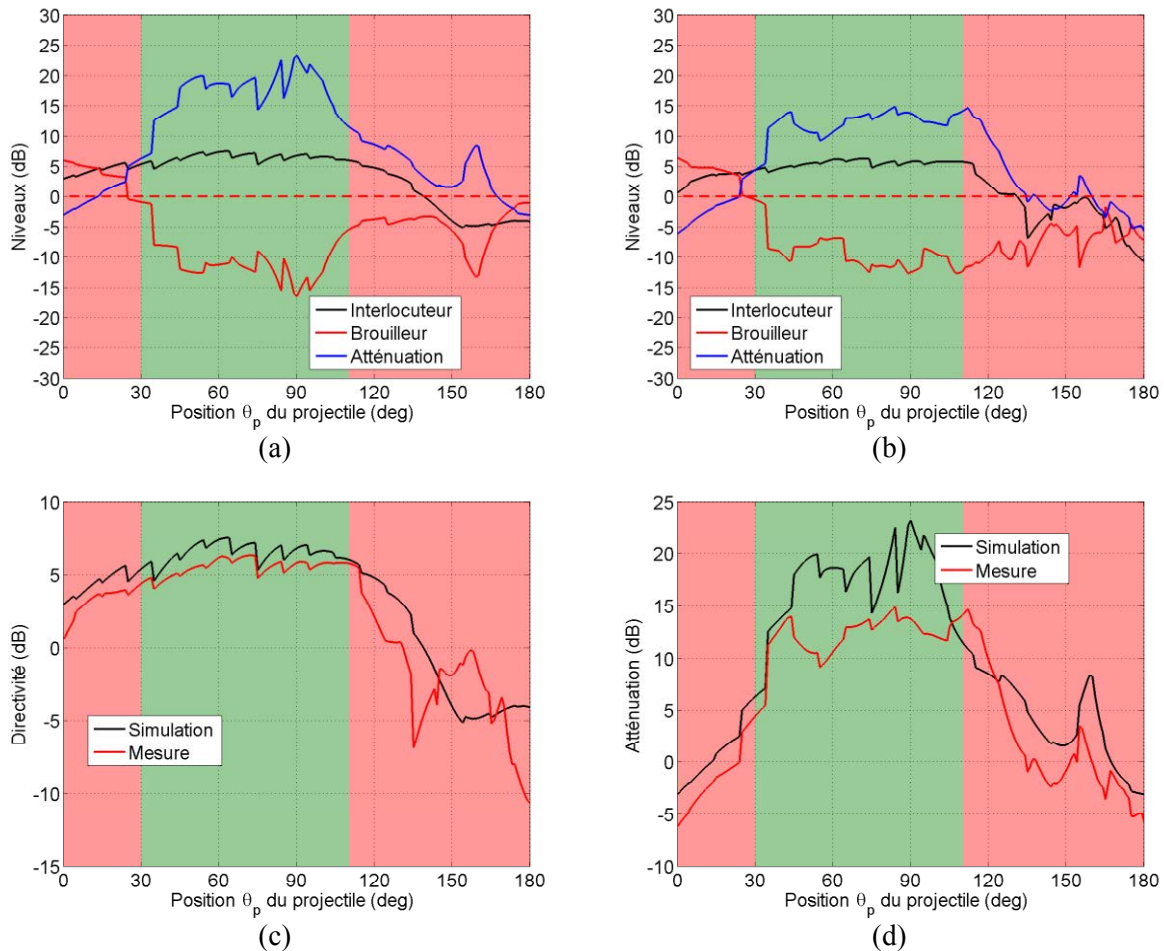 30
25
20
15
10
5
0
-5
-10
-15
-20
-25
-30
Niveaux (dB)
Interlocuteur
Brouilleur
Atténuation
0 30 60 90 120 150 180
Position θp du projectile (deg)
(a)
30
25
20
15
10
5
0
-5
-10
-15
-20
-25
-30
Niveaux (dB)
Interlocuteur
Brouilleur
Atténuation
0 30 60 90 120 150 180
Position θp du projectile (deg)
(b)
10
5
0
-5
-10
-15
Directivité (dB)
Simulation
Mesure
0 30 60 90 120 150 180
Position θp du projectile (deg)
(c)
25
20
15
10
5
0
-5
-10
Atténuation (dB)
Simulation
Mesure
0 30 60 90 120 150 180
Position θp du projectile (deg)
(d)